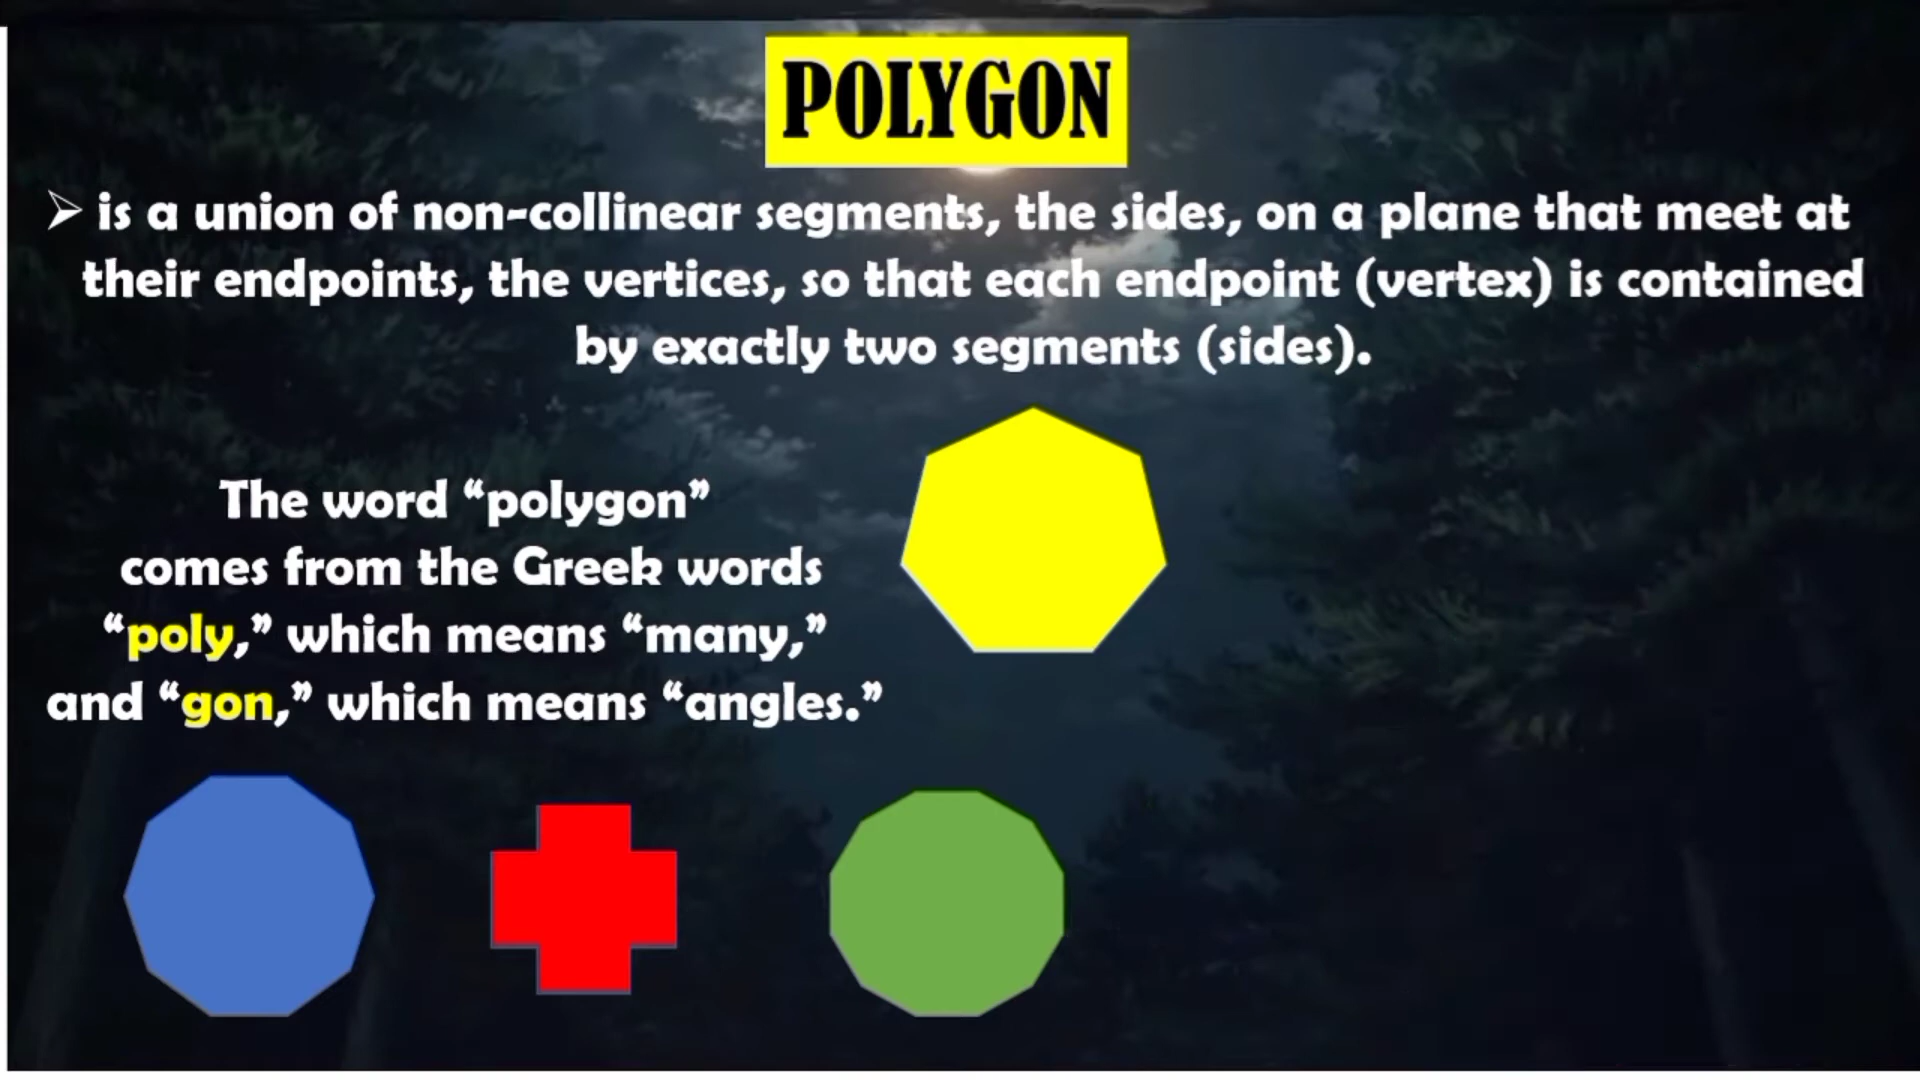 POLYGON
➢ is a union of non-collinear segments, the sides, on a plane that meet at
their endpoints, the vertices, so that each endpoint (vertex) is contained
by exactly two segments (sides).
The word “polygon”
comes from the Greek words
“poly,” which means “many,”
and “gon,” which means “angles.”